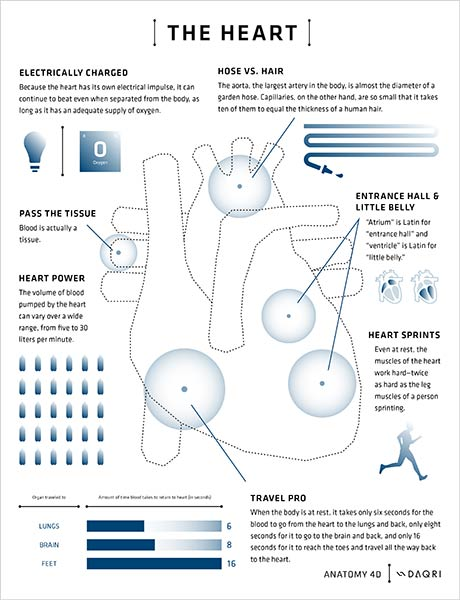 THE HEART
ELECTRICALLY CHARGED
Because the heart has its own electrical impulse, it can
continue to beat even when separated from the body, as
long as it has an adequate supply of oxygen.
O
Oxygen
HOSE VS. HAIR
The aorta, the largest artery in the body, is almost the diameter of a
garden hose. Capillaries, on the other hand, are so small that it takes
ten of them to equal the thickness of a human hair.
PASS THE TISSUE
Blood is actually a
tissue.
ENTRANCE HALL &
LITTLE BELLY
"Atrium" is Latin for
"entrance hall" and
"ventricle" is Latin for
"little belly."
HEART POWER
The volume of blood
pumped by the heart
can vary over a wide
range, from five to 30
liters per minute.
HEART SPRINTS
Even at rest, the
muscles of the heart
work hard–twice
as hard as the leg
muscles of a person
sprinting.
Organ traveled to
Amount of time blood takes to return to heart (in seconds)
LUNGS 6
BRAIN 8
FEET 16
TRAVEL PRO
When the body is at rest, it takes only six seconds for the
blood to go from the heart to the lungs and back, only eight
seconds for it to go to the brain and back, and only 16
seconds for it to reach the toes and travel all the way back
to the heart.
ANATOMY 4D
DAQRI